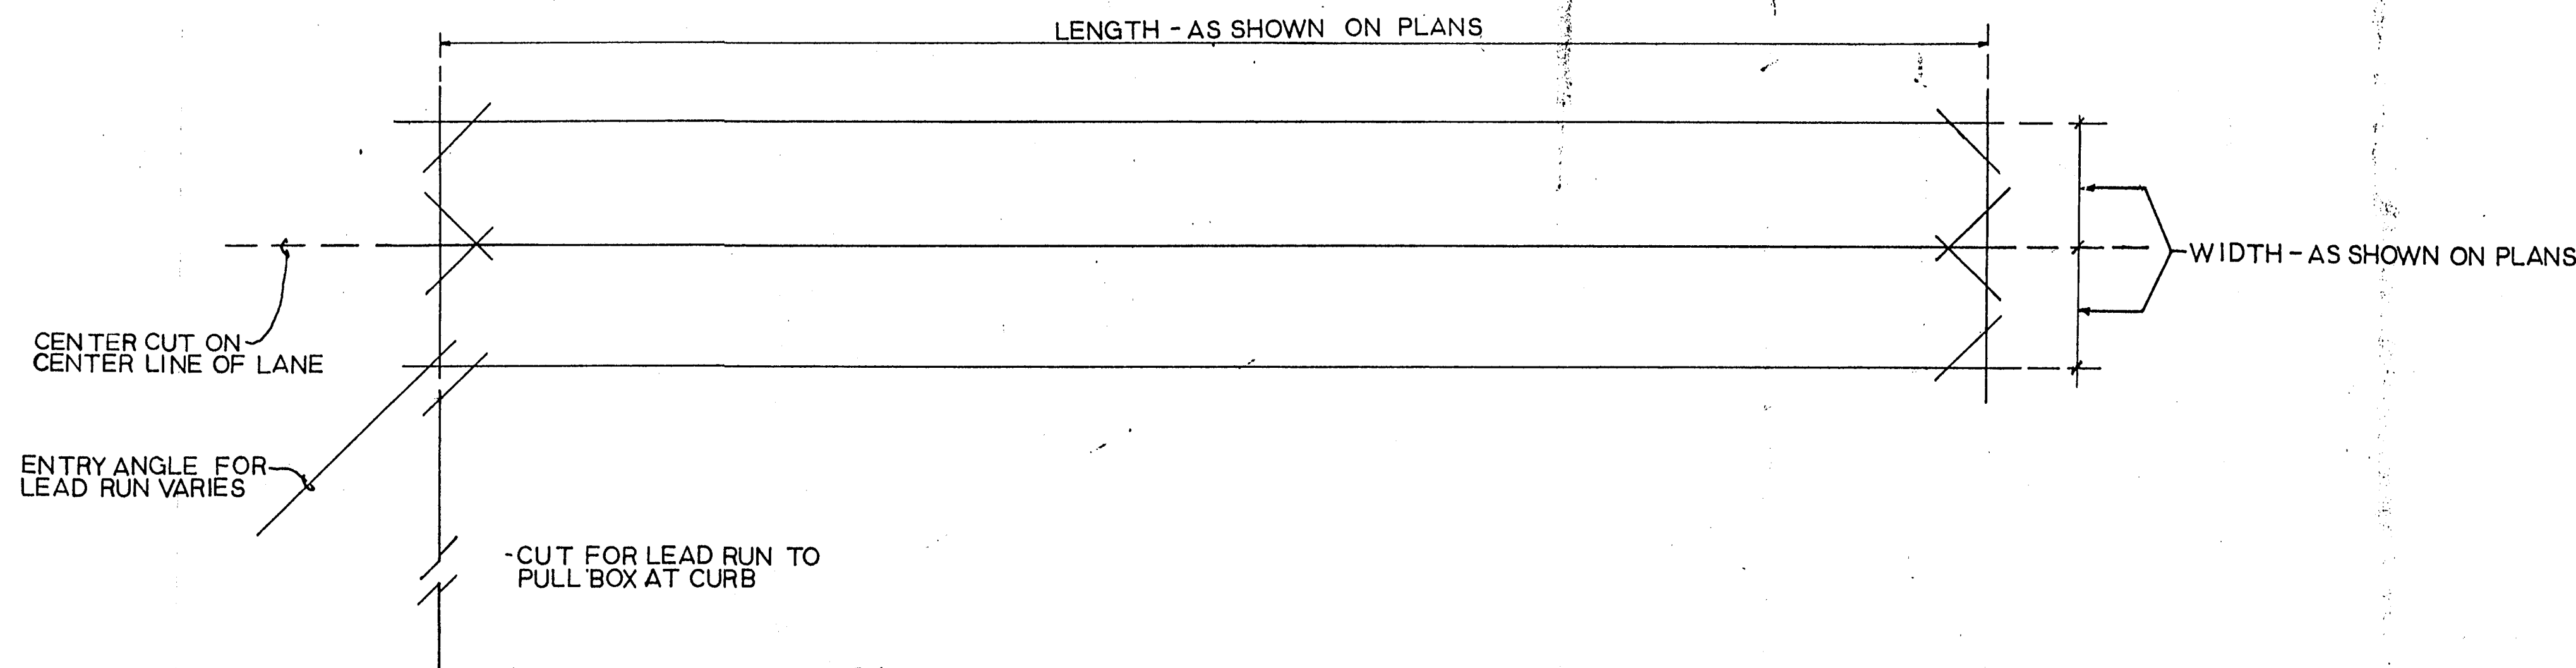 LENGTH - AS SHOWN ON PLANS
WIDTH - AS SHOWN ON PLANS
CENTER CUT ON
CENTER LINE OF LANE
ENTRY ANGLE FOR
LEAD RUN VARIES
-CUT FOR LEAD RUN TO
PULL BOX AT CURB